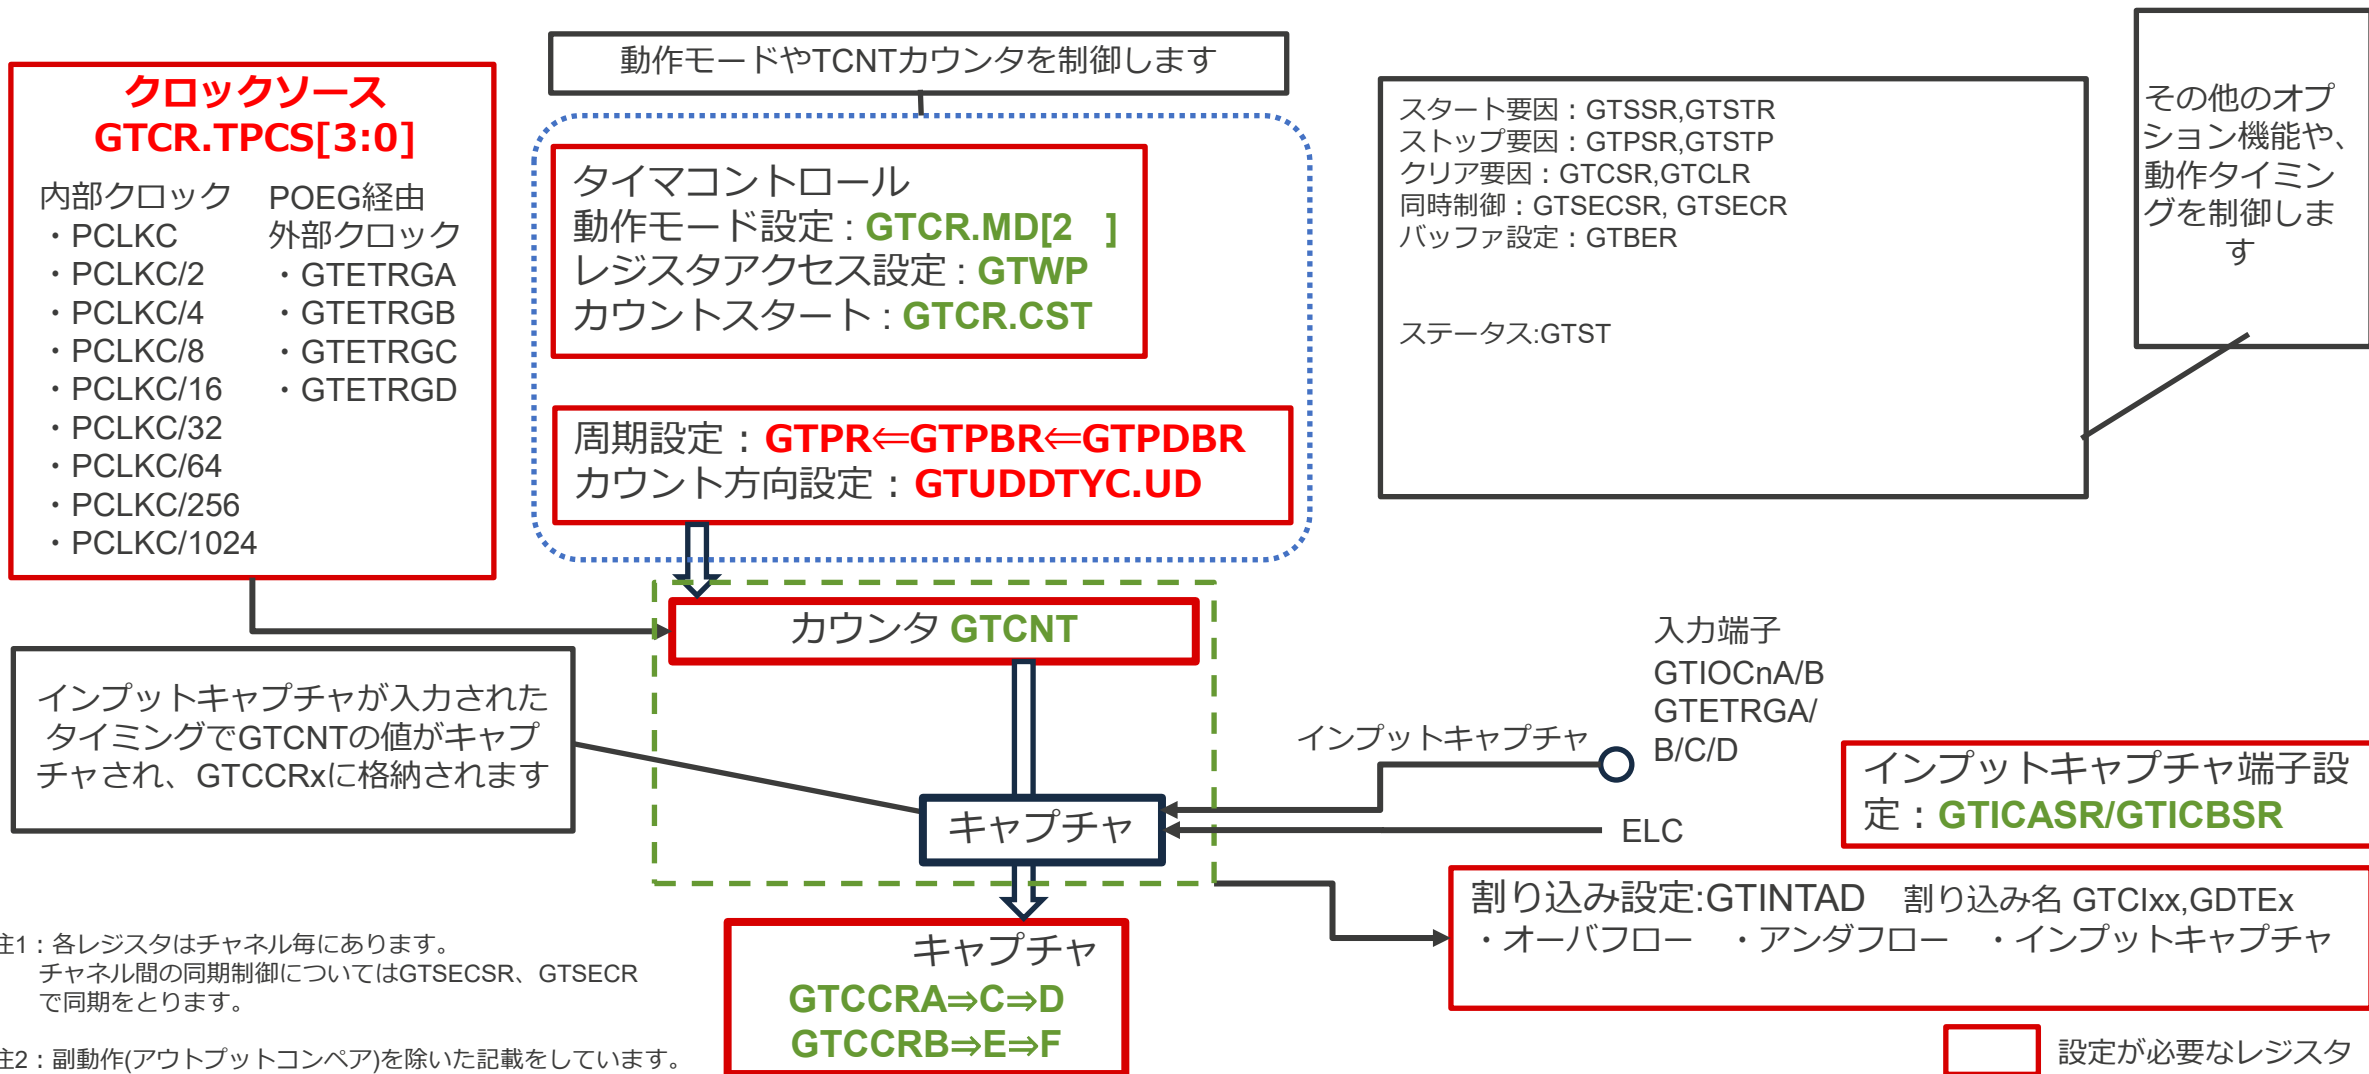 動作モードやTCNTカウンタを制御します
クロックソース
GTCR.TPCS[3:0]
内部クロック
・PCLKC
・PCLKC/2
・PCLKC/4
・PCLKC/8
・PCLKC/16
・PCLKC/32
・PCLKC/64
・PCLKC/256
・PCLKC/1024
POEG経由
外部クロック
・GTETRGA
・GTETRGB
・GTETRGC
・GTETRGD
タイマコントロール
動作モード設定 : GTCR.MD[2 ]
レジスタアクセス設定 : GTWP
カウントスタート : GTCR.CST
周期設定：GTPR⇐GTPBR⇐GTPDBR
カウント方向設定：GTUDDTYC.UD
スタート要因：GTSSR,GTSTR
ストップ要因：GTPSR,GTSTP
クリア要因：GTCSR,GTCLR
同時制御：GTSECSR, GTSECR
バッファ設定：GTBER
ステータス:GTST
その他のオプ
ション機能や、
動作タイミン
グを制御しま
す
カウンタ GTCNT
インプットキャプチャが入力された
タイミングでGTCNTの値がキャプ
チャされ、GTCCRxに格納されます
入力端子
GTIOCnA/B
GTETRGA/
B/C/D
インプットキャプチャ
キャプチャ
ELC
インプットキャプチャ端子設
定：GTICASR/GTICBSR
割り込み設定:GTINTAD 割り込み名 GTCIxx,GDTEx
・オーバフロー ・アンダフロー ・インプットキャプチャ
キャプチャ
GTCCRA⇒C⇒D
GTCCRB⇒E⇒F
注1：各レジスタはチャネル毎にあります。
チャネル間の同期制御についてはGTSECSR、GTSECR
で同期をとります。
注2：副動作(アウトプットコンペア)を除いた記載をしています。
設定が必要なレジスタ